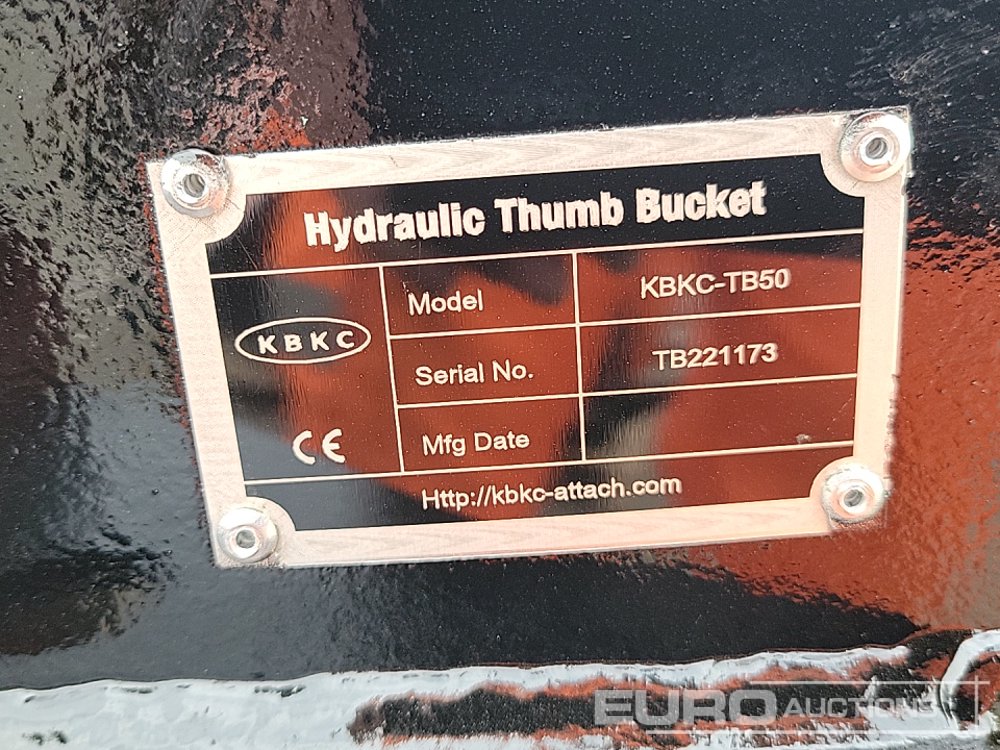 Hydraulic Thumb Bucket
KBKC
CE
Model KBKC-TB50
Serial No. TB221173
Mfg Date
Http://kbkc-attach.com
EURO AUCTIONS